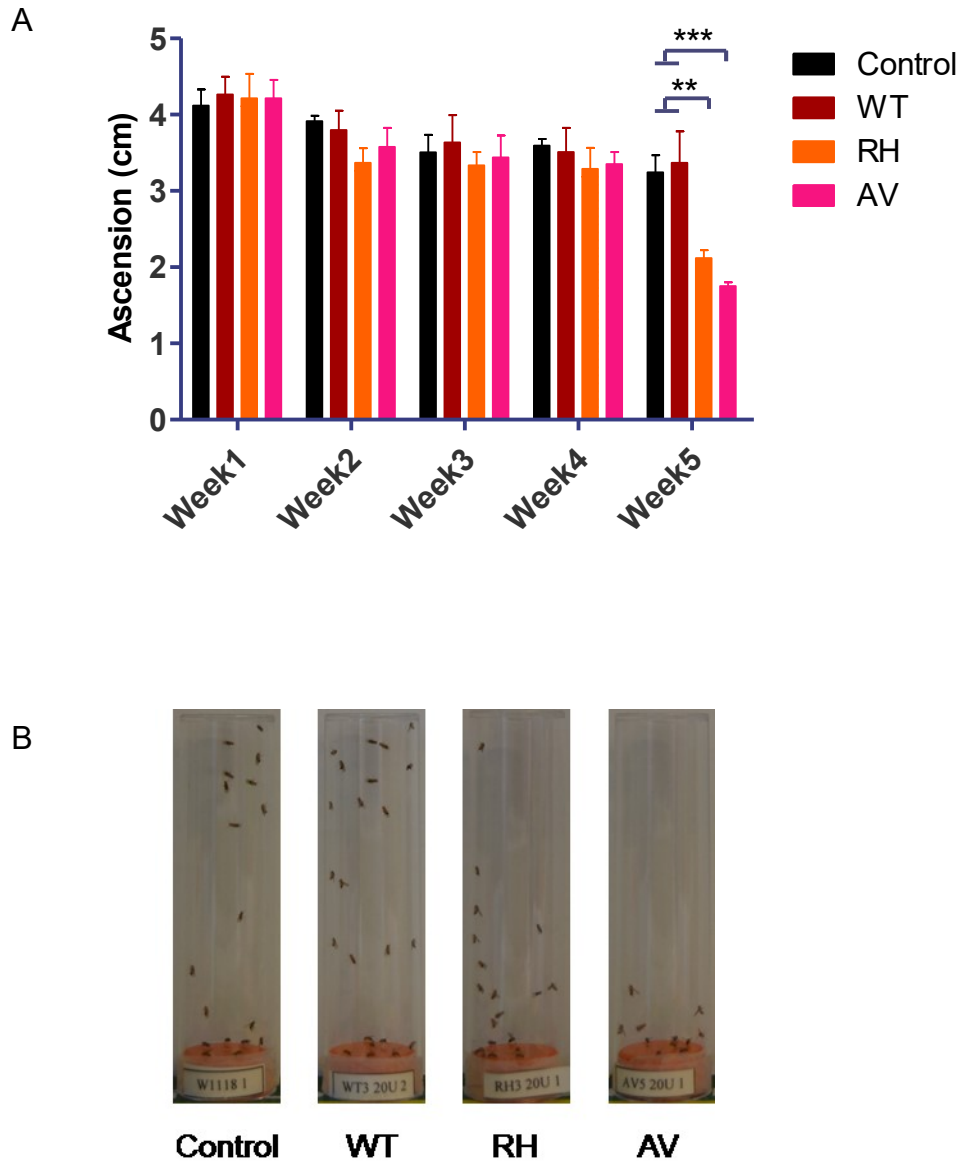 A
5
4
3
2
1
0
Ascension (cm)
***
**
Control
WT
RH
AV
Week1
Week2
Week3
Week4
Week5
B
W1118 1
WT3 20U 2
RH3 20U 1
AV5 20U 1
Control
WT
RH
AV